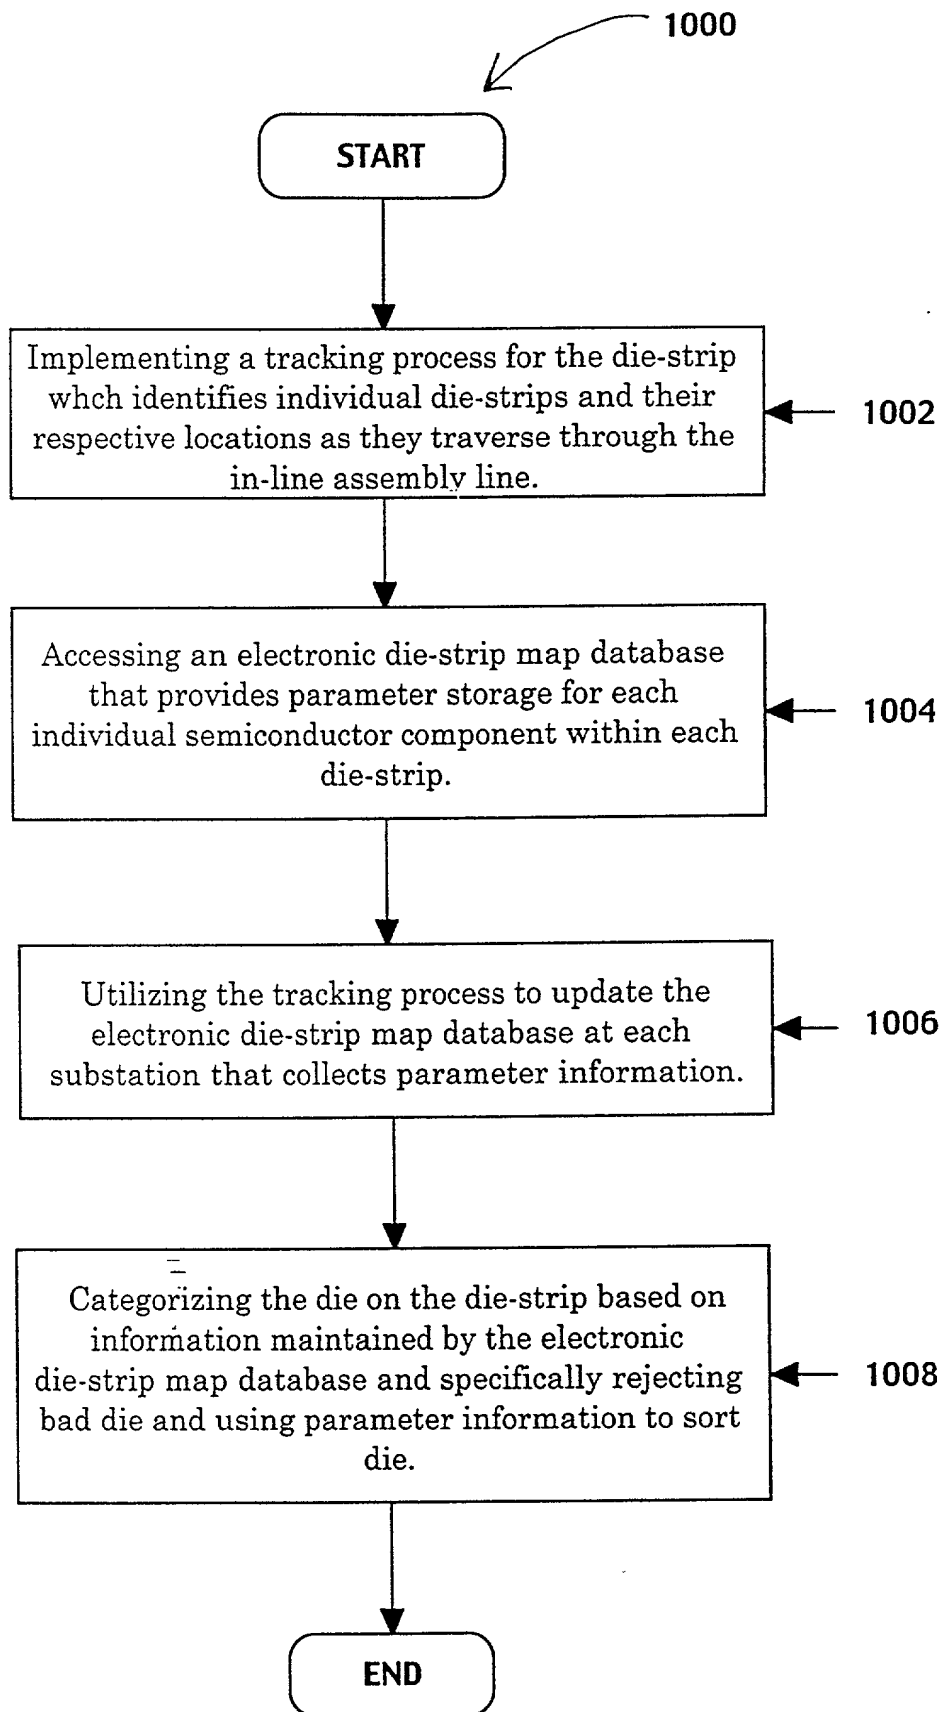 1000
START
Implementing a tracking process for the die-strip
whch identifies individual die-strips and their
respective locations as they traverse through the
in-line assembly line.
1002
Accessing an electronic die-strip map database
that provides parameter storage for each
individual semiconductor component within each
die-strip.
1004
Utilizing the tracking process to update the
electronic die-strip map database at each
substation that collects parameter information.
1006
Categorizing the die on the die-strip based on
information maintained by the electronic
die-strip map database and specifically rejecting
bad die and using parameter information to sort
die.
1008
END